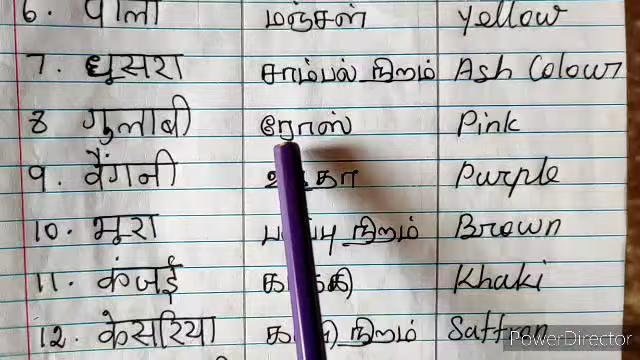 6. पीला மஞ்சள் Yellow
7. धूसरा சாம்பல் நிறம் Ash Colour
8 गुलाबी ரோஸ் Pink
9. वैंगनी Purple
10. भूरा நிறம் Brown
11. कंजई Khaki
12. केसरिया நிறம் Saffron
PowerDirector